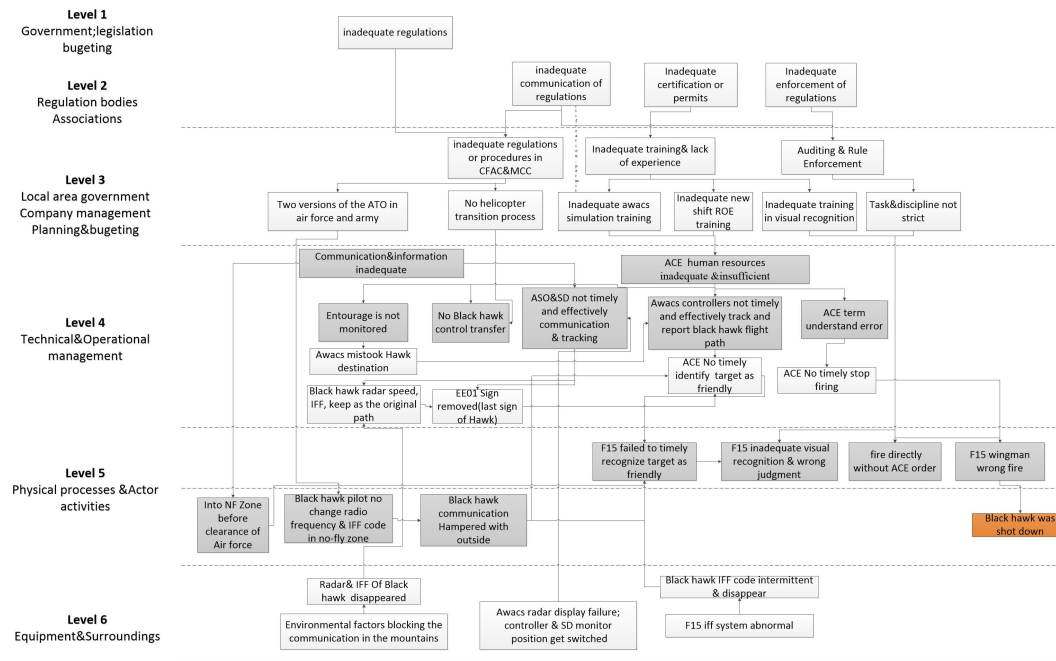 Level 1
Government;legislation
bugeting
inadequate regulations
Level 2
Regulation bodies
Associations
inadequate
communication of
regulations
Inadequate
certification or
permits
Inadequate
enforcement of
regulations
Level 3
Local area government
Company management
Planning&bugeting
inadequate regulations
or procedures in
CFAC&MCC
Inadequate training& lack
of experience
Auditing & Rule
Enforcement
Two versions of the ATO in
air force and army
No helicopter
transition process
Inadequate awacs
simulation training
Inadequate new
shift ROE
training
Inadequate training
in visual recognition
Task&discipline not
strict
Level 4
Technical&Operational
management
Communication&information
inadequate
ACE human resources
inadequate &insufficient
Entourage is not
monitored
No Black hawk
control transfer
ASO&SD not timely
and effectively
communication
& tracking
Awacs controllers not timely
and effectively track and
report black hawk flight
path
ACE term
understand error
Awacs mistook Hawk
destination
ACE No timely
identify target as
friendly
ACE No timely stop
firing
Black hawk radar speed,
IFF, keep as the original
path
EE01 Sign
removed(last sign
of Hawk)
Level 5
Physical processes &Actor
activities
F15 failed to timely
recognize target as
friendly
F15 inadequate visual
recognition & wrong
judgment
fire directly
without ACE order
F15 wingman
wrong fire
Into NF Zone
before
clearance of
Air force
Black hawk pilot no
change radio
frequency & IFF code
in no-fly zone
Black hawk
communication
Hampered with
outside
Black hawk was
shot down
Level 6
Equipment&Surroundings
Radar& IFF Of Black
hawk disappeared
Environmental factors blocking the
communication in the mountains
Awacs radar display failure;
controller & SD monitor
position get switched
Black hawk IFF code intermittent
& disappear
F15 iff system abnormal